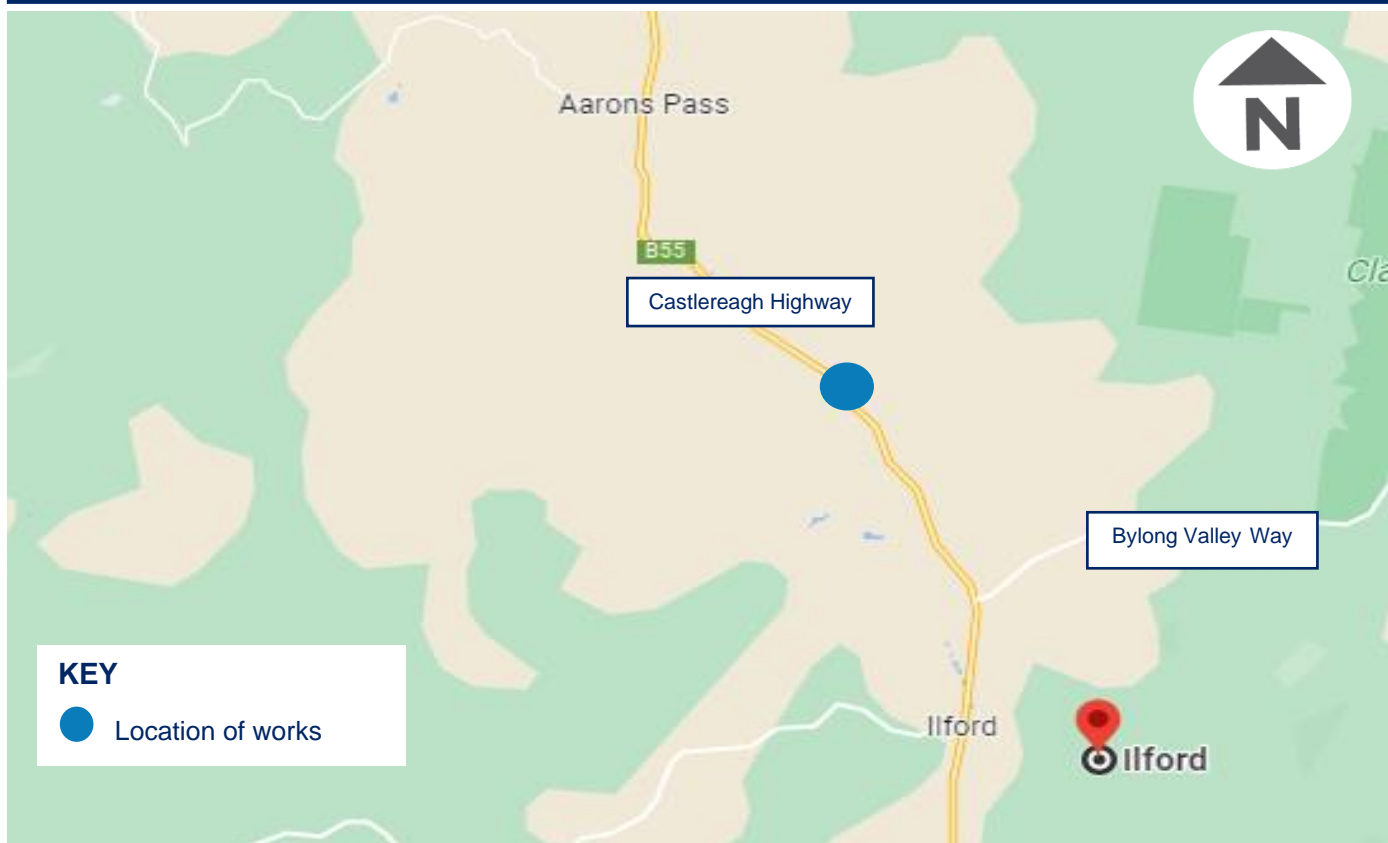 Aarons Pass
N
B55
Castlereagh Highway
Bylong Valley Way
KEY
Location of works
Ilford
Ilford